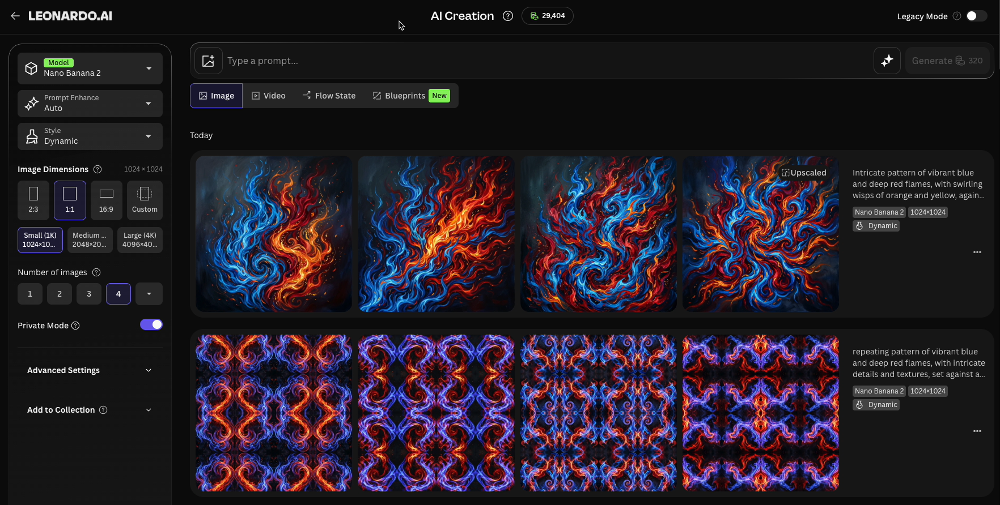 LEONARDO.AI
AI Creation
29,404
Legacy Mode
Model
Nano Banana 2
Prompt Enhance
Auto
Style
Dynamic
Image Dimensions
1024 × 1024
2:3
1:1
16:9
Custom
Small (1K)
1024×10...
Medium ...
2048×20...
Large (4K)
4096×40...
Number of images
1
2
3
4
Private Mode
Advanced Settings
Add to Collection
Type a prompt...
Generate 320
Image
Video
Flow State
Blueprints New
Today
Upscaled
Intricate pattern of vibrant blue
and deep red flames, with swirling
wisps of orange and yellow, again...
Nano Banana 2 1024×1024
Dynamic
repeating pattern of vibrant blue
and deep red flames, with intricate
details and textures, set against a...
Nano Banana 2 1024×1024
Dynamic